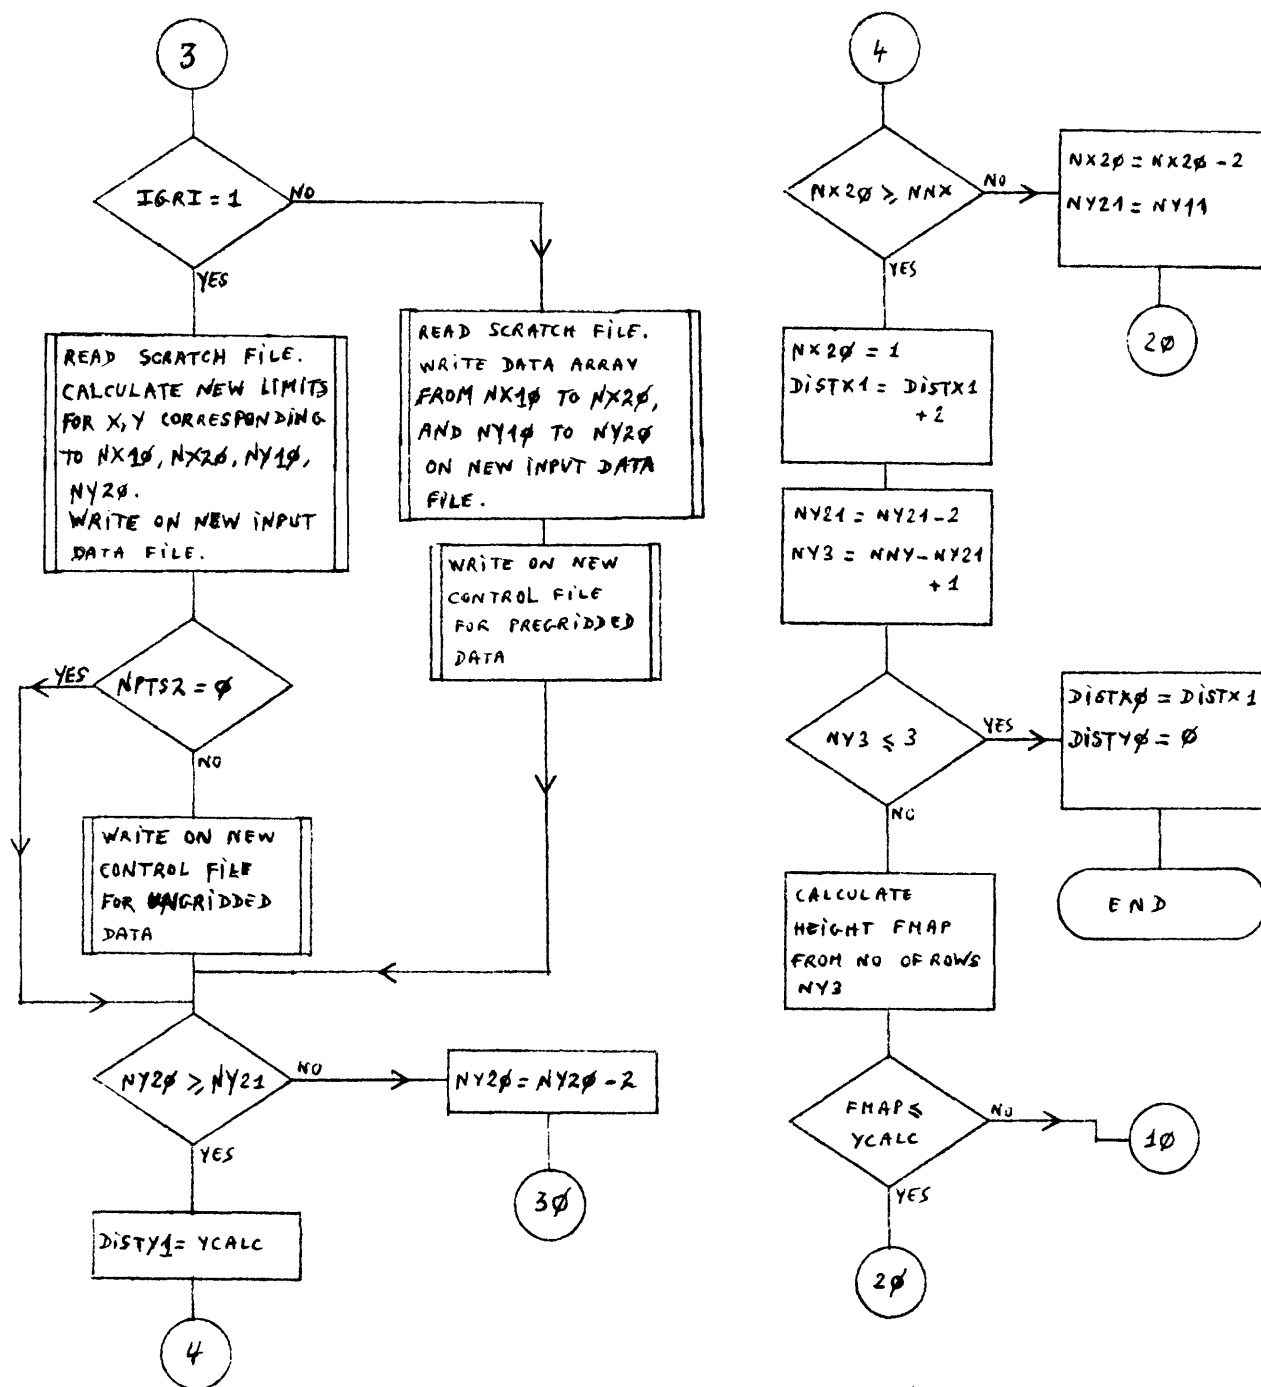 3
IGRI = 1
NO
YES
READ SCRATCH FILE.
CALCULATE NEW LIMITS
FOR X,Y CORRESPONDING
TO NX1Ø, NX2Ø, NY1Ø,
NY2Ø.
WRITE ON NEW INPUT
DATA FILE.
READ SCRATCH FILE.
WRITE DATA ARRAY
FROM NX1Ø TO NX2Ø,
AND NY1Ø TO NY2Ø
ON NEW INPUT DATA
FILE.
WRITE ON NEW
CONTROL FILE
FOR PREGRIDDED
DATA
NPTS2 = Ø
YES
NO
WRITE ON NEW
CONTROL FILE
FOR UNGRIDDED
DATA
NY2Ø ≥ NY21
NO
NY2Ø = NY2Ø - 2
3Ø
YES
DISTY1 = YCALC
4
4
NX2Ø ≥ NNX
NO
NX2Ø = NX2Ø - 2
NY21 = NY11
2Ø
YES
NX2Ø = 1
DISTX1 = DISTX1
+ 2
NY21 = NY21 - 2
NY3 = NNY - NY21
+ 1
NY3 ≤ 3
YES
DISTXØ = DISTX1
DISTYØ = Ø
END
NO
CALCULATE
HEIGHT FMAP
FROM NO OF ROWS
NY3
FMAP ≤
YCALC
NO
1Ø
YES
2Ø